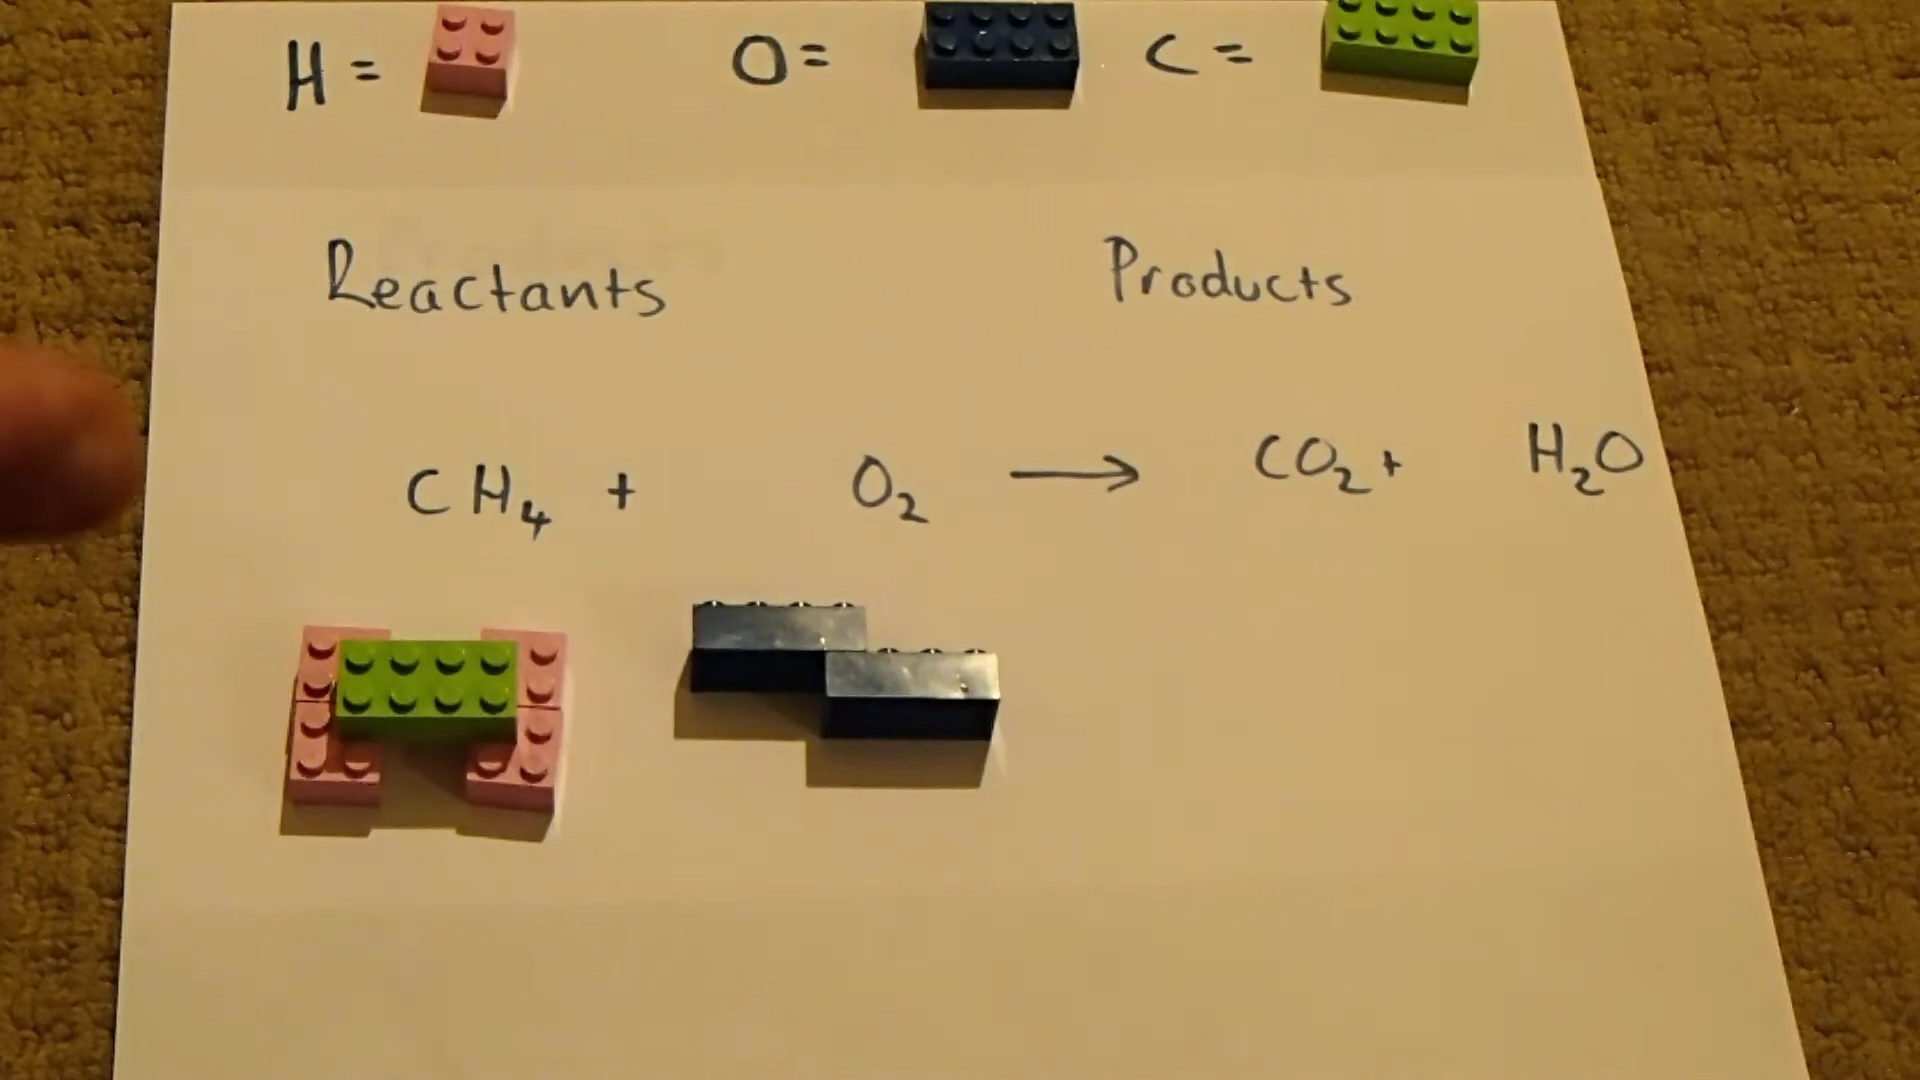 H = O = C =
Reactants Products
CH₄ + O₂ → CO₂ + H₂O